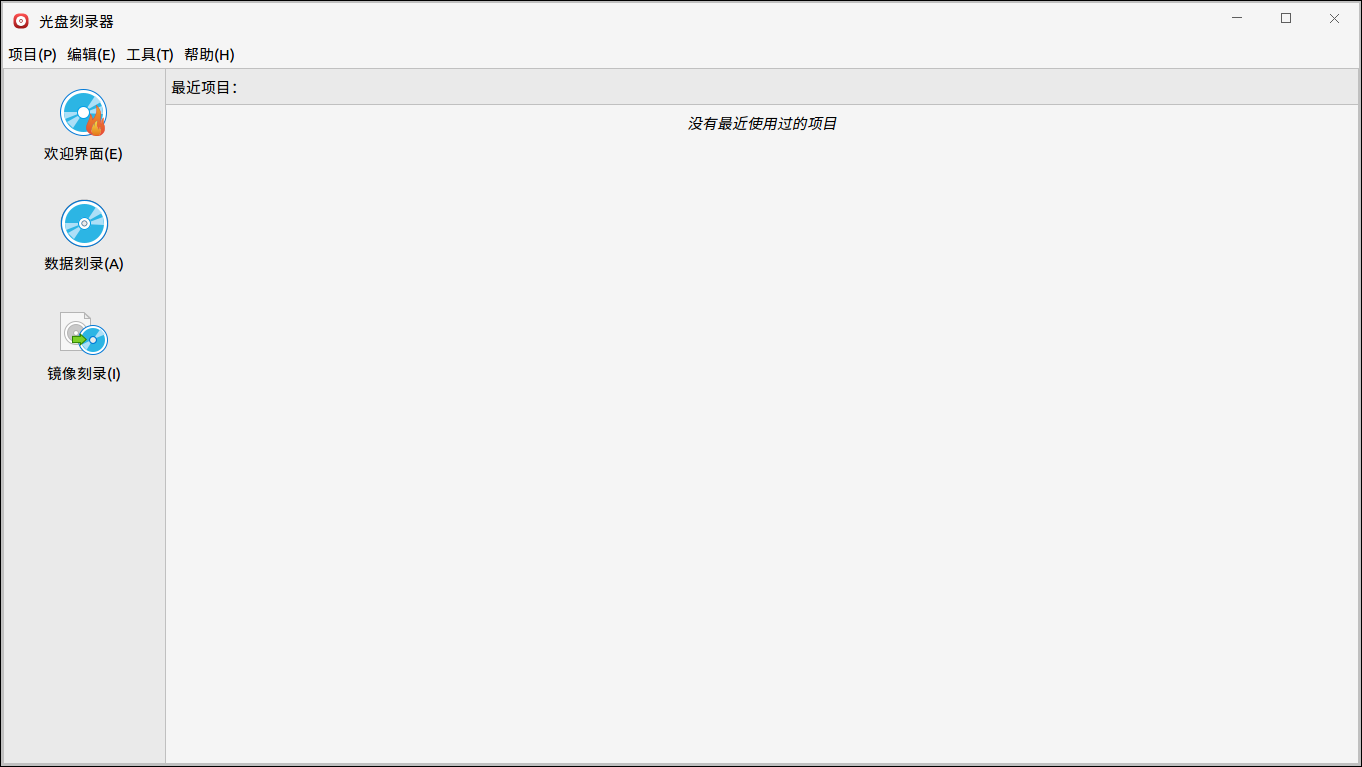 光盘刻录器
项目(P) 编辑(E) 工具(T) 帮助(H)
最近项目：
没有最近使用过的项目
欢迎界面(E)
数据刻录(A)
镜像刻录(I)